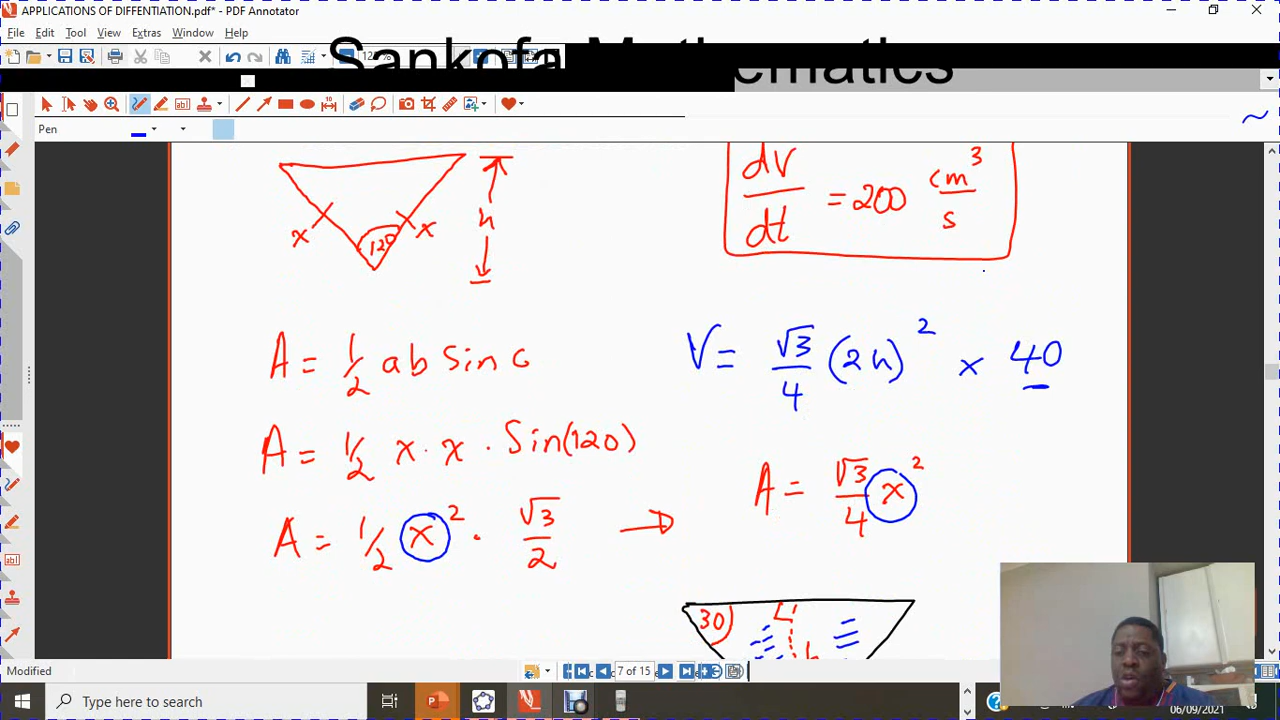 APPLICATIONS OF DIFFENTIATION.pdf* - PDF Annotator
File Edit Tool View Extras Window Help
Sankofa Mathematics
Pen
x
120
x
h
dV/dt = 200 cm³/s
A = 1/2 ab Sin C
V = √3/4 (2h)² × 40
A = 1/2 x · x · Sin(120)
A = √3/4 x²
A = 1/2 x² · √3/2 →
30
h
Modified
7 of 15
Type here to search
06/09/2021